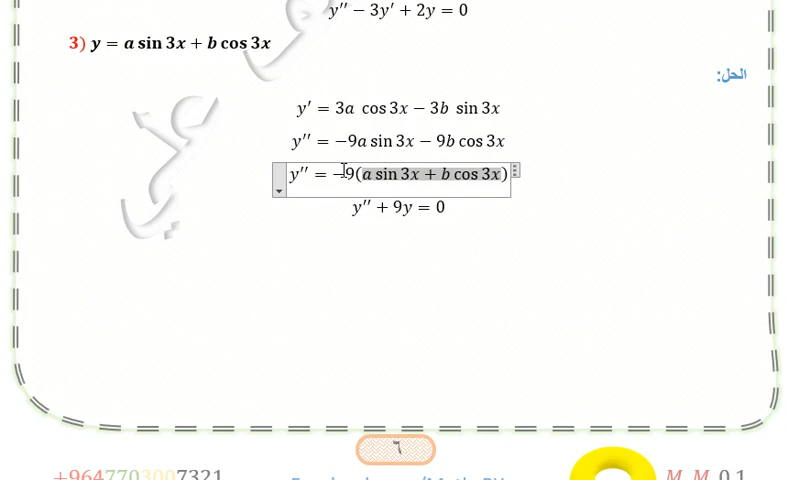 y′′ − 3y′ + 2y = 0
3) y = a sin 3x + b cos 3x
الحل:
y′ = 3a cos 3x − 3b sin 3x
y′′ = −9a sin 3x − 9b cos 3x
y′′ = −9(a sin 3x + b cos 3x)
y′′ + 9y = 0
٦
+9647703007321
M. M. 0 1